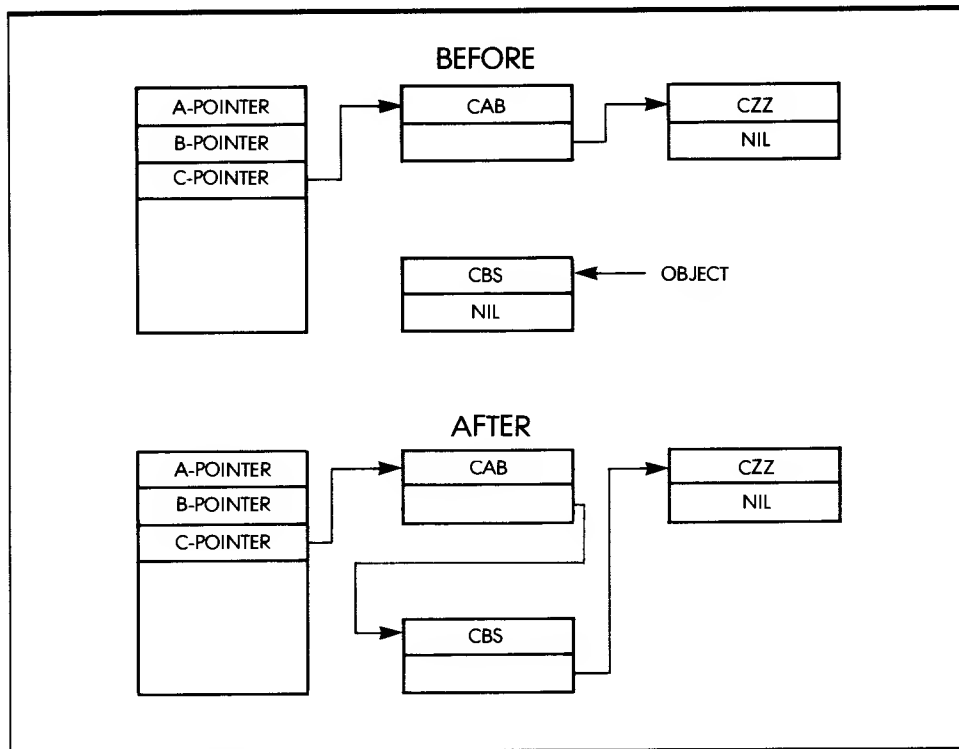 BEFORE
A-POINTER
B-POINTER
C-POINTER
CAB
CZZ
NIL
CBS
NIL
OBJECT
AFTER
A-POINTER
B-POINTER
C-POINTER
CAB
CZZ
NIL
CBS